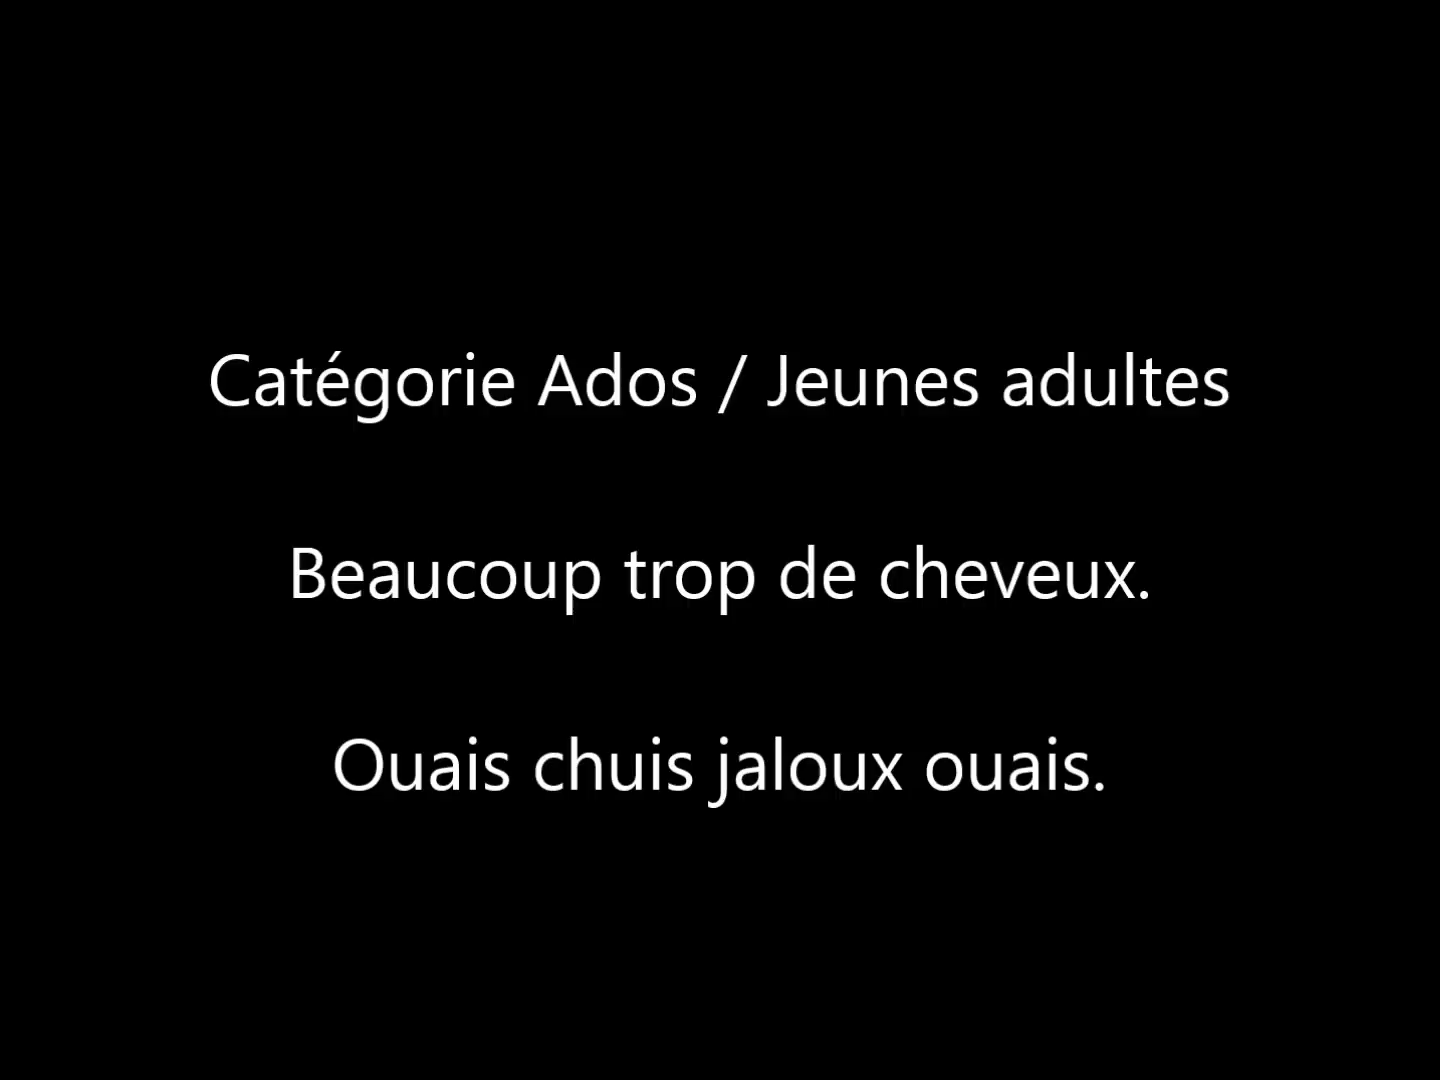 Catégorie Ados / Jeunes adultes
Beaucoup trop de cheveux.
Ouais chuis jaloux ouais.